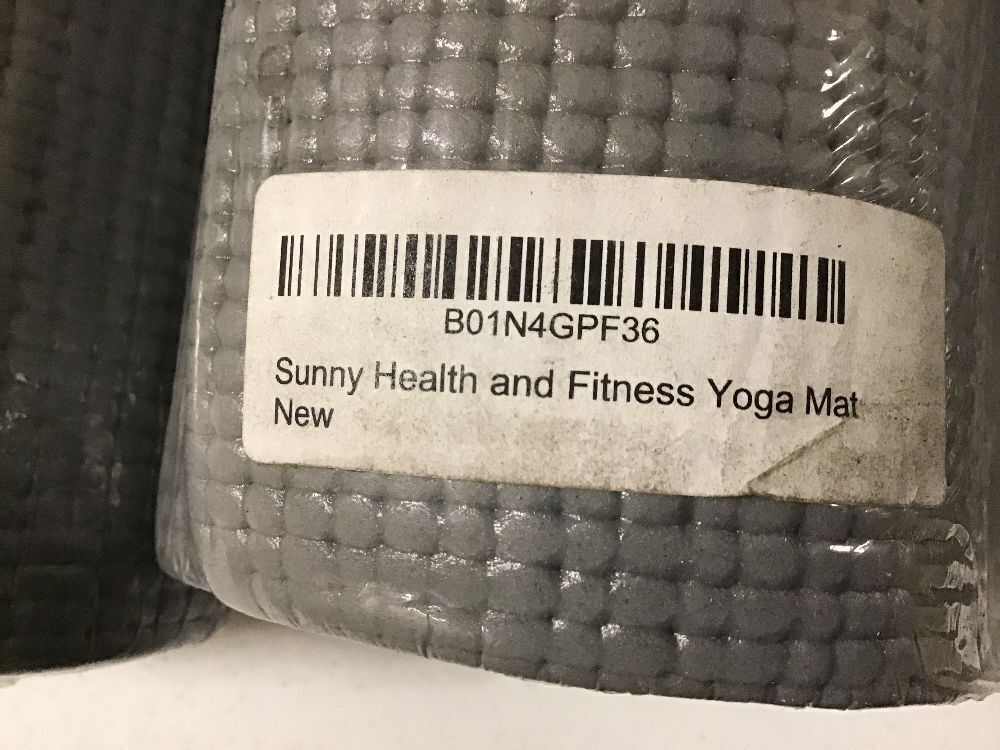 B01N4GPF36
Sunny Health and Fitness Yoga Mat
New